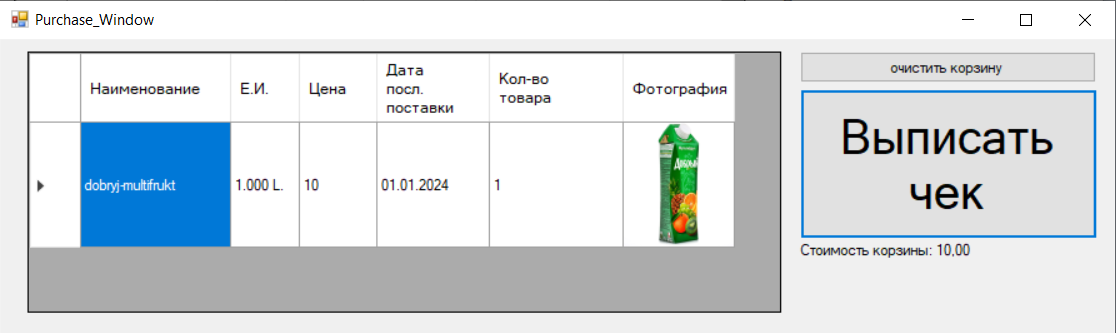 Purchase_Window
Наименование
Е.И.
Цена
Дата
посл.
поставки
Кол-во
товара
Фотография
dobryj-multifrukt
1.000 L.
10
01.01.2024
1
Добрый
очистить корзину
Выписать
чек
Стоимость корзины: 10,00